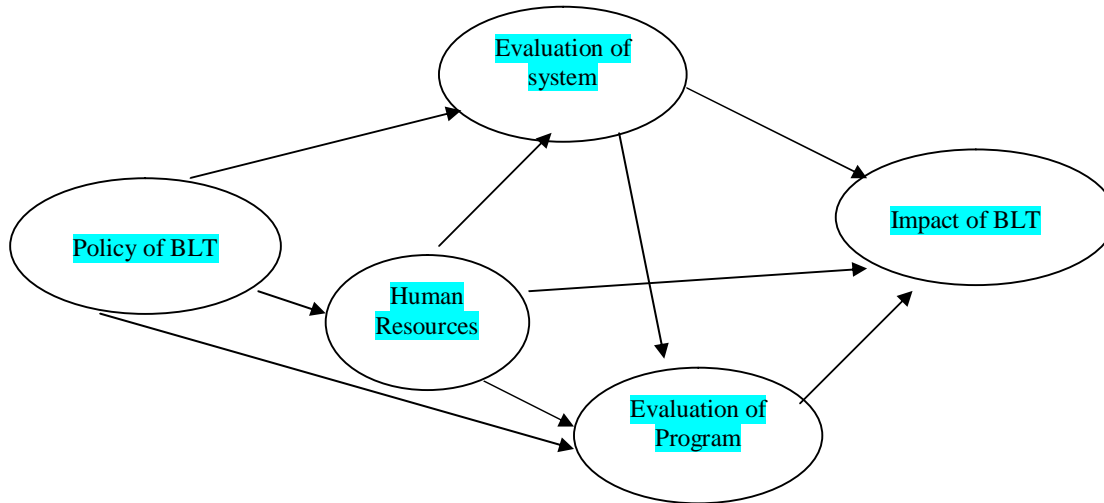 Evaluation of
system
Policy of BLT
Impact of BLT
Human
Resources
Evaluation of
Program